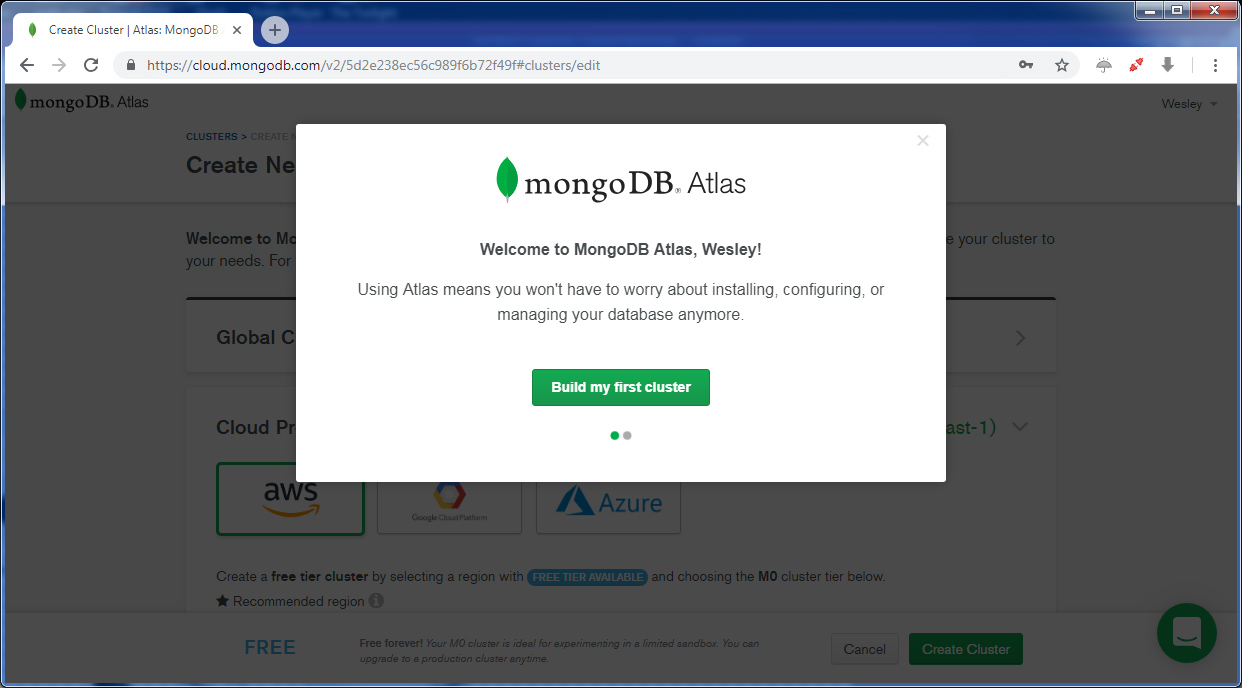 Create Cluster | Atlas: MongoDB
https://cloud.mongodb.com/v2/5d2e238ec56c989f6b72f49f#clusters/edit
mongoDB® Atlas
Wesley
CLUSTERS > CREATE N
Create Ne
mongoDB® Atlas
Welcome to MongoDB Atlas, Wesley!
Using Atlas means you won't have to worry about installing, configuring, or
managing your database anymore.
Build my first cluster
Welcome to Mo
e your cluster to
your needs. For
Global C
Cloud Pr
ast-1)
aws
Google Cloud Platform
Azure
Create a free tier cluster by selecting a region with FREE TIER AVAILABLE and choosing the M0 cluster tier below.
★ Recommended region i
FREE
Free forever! Your M0 cluster is ideal for experimenting in a limited sandbox. You can
upgrade to a production cluster anytime.
Cancel
Create Cluster